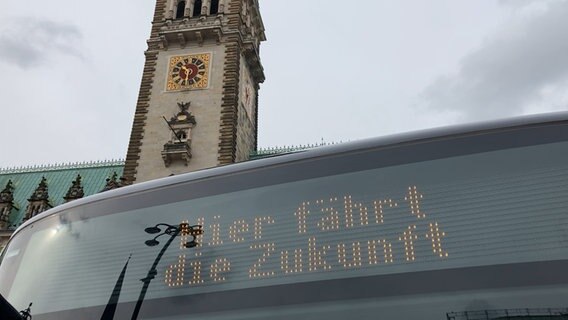 Hier fährt
die Zukunft